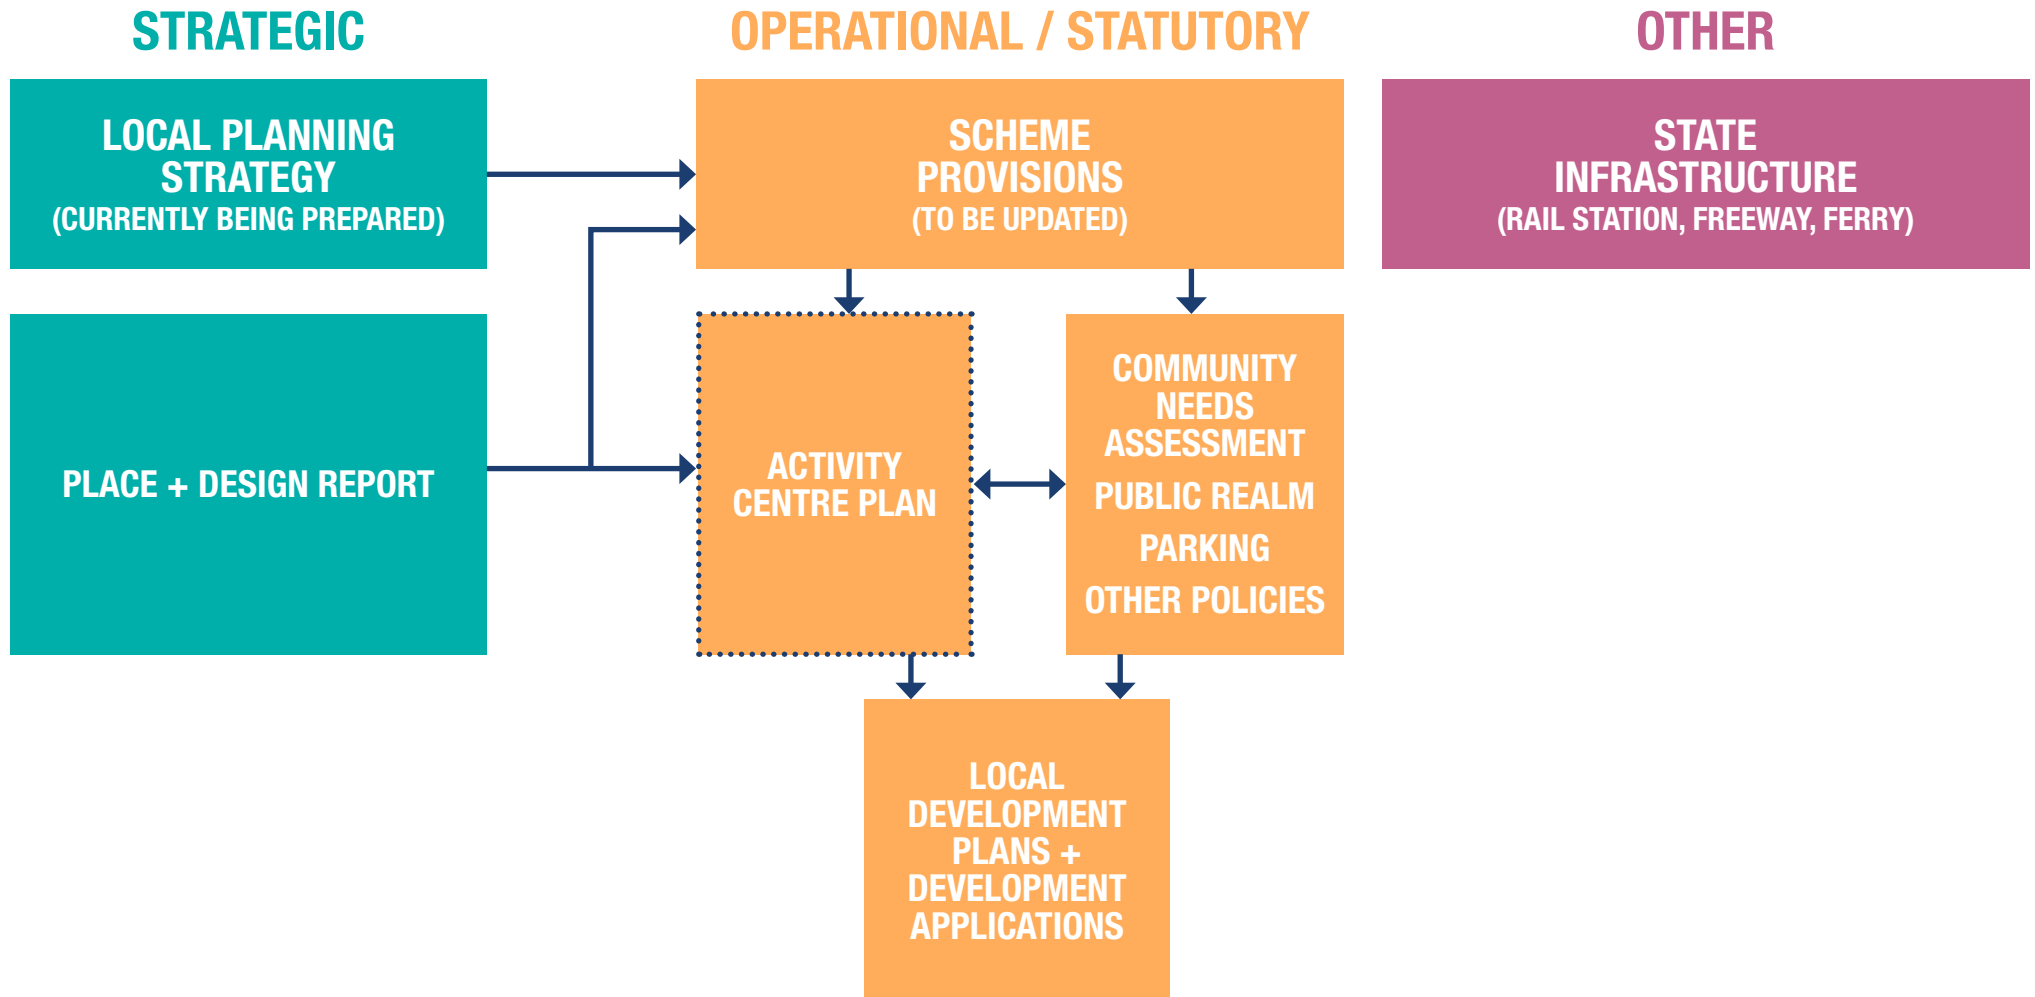 STRATEGIC
OPERATIONAL / STATUTORY
OTHER
LOCAL PLANNING
STRATEGY
(CURRENTLY BEING PREPARED)
SCHEME
PROVISIONS
(TO BE UPDATED)
STATE
INFRASTRUCTURE
(RAIL STATION, FREEWAY, FERRY)
PLACE + DESIGN REPORT
ACTIVITY
CENTRE PLAN
COMMUNITY
NEEDS
ASSESSMENT
PUBLIC REALM
PARKING
OTHER POLICIES
LOCAL
DEVELOPMENT
PLANS +
DEVELOPMENT
APPLICATIONS